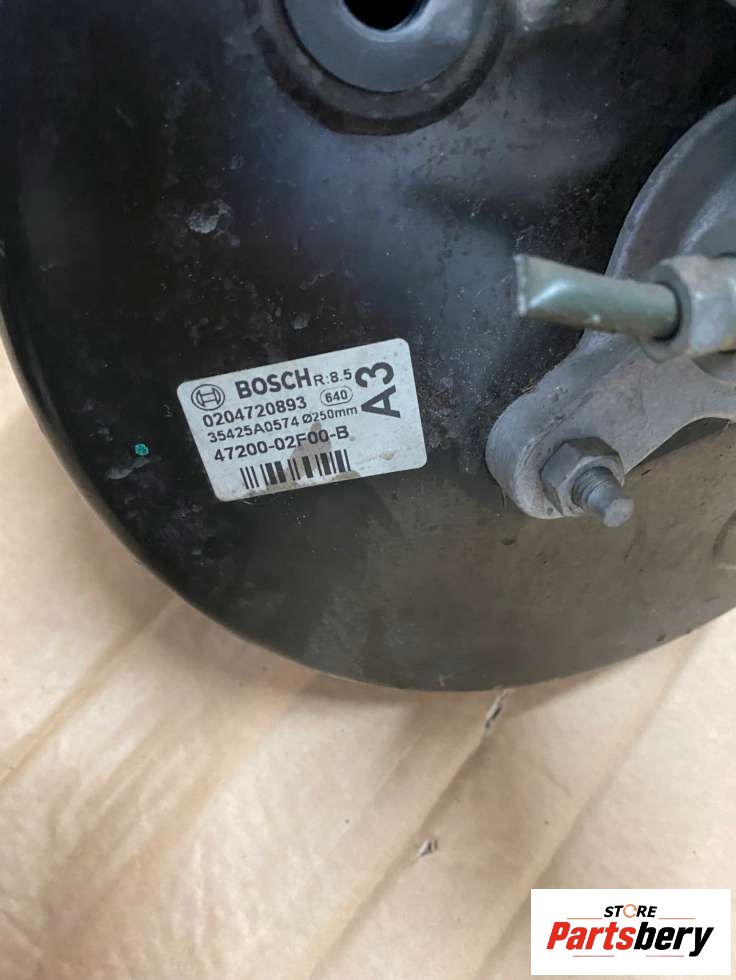 BOSCH R:8.5
0204720893 640
35425A0574 Ø250mm
47200-02F00-B
A3
STORE
Partsbery